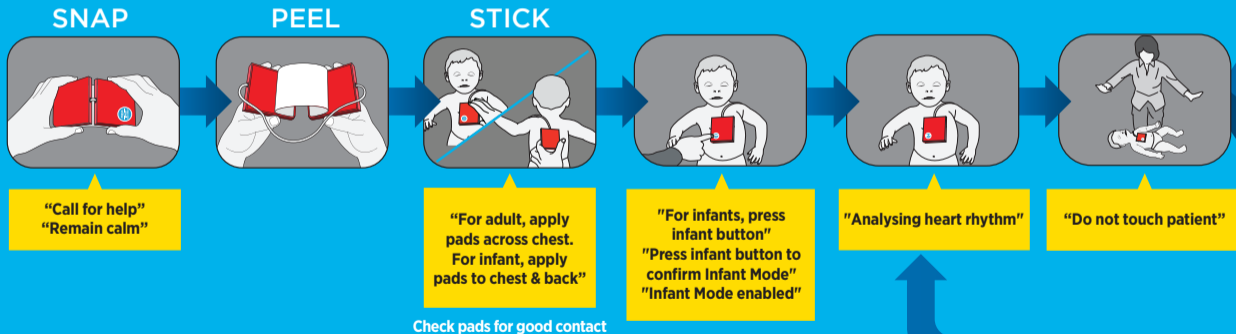 SNAP
PEEL
STICK
“Call for help”
“Remain calm”
“For adult, apply
pads across chest.
For infant, apply
pads to chest & back”
Check pads for good contact
"For infants, press
infant button"
"Press infant button to
confirm Infant Mode"
"Infant Mode enabled"
"Analysing heart rhythm"
“Do not touch patient”